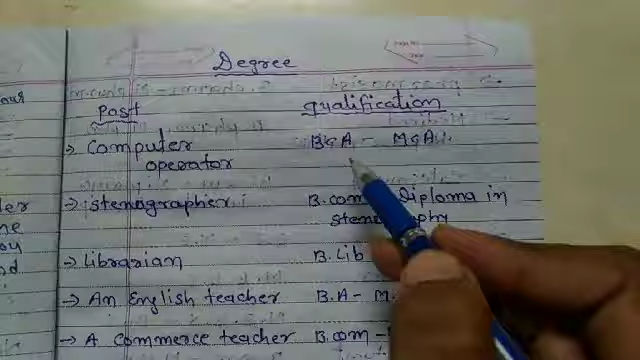 Degree
Post qualification
→ Computer operator BCA - MCA
→ Stenographer B.com Diploma in stenography
→ Librarian B.Lib
→ An English teacher B.A - M.
→ A commerce teacher B.com -